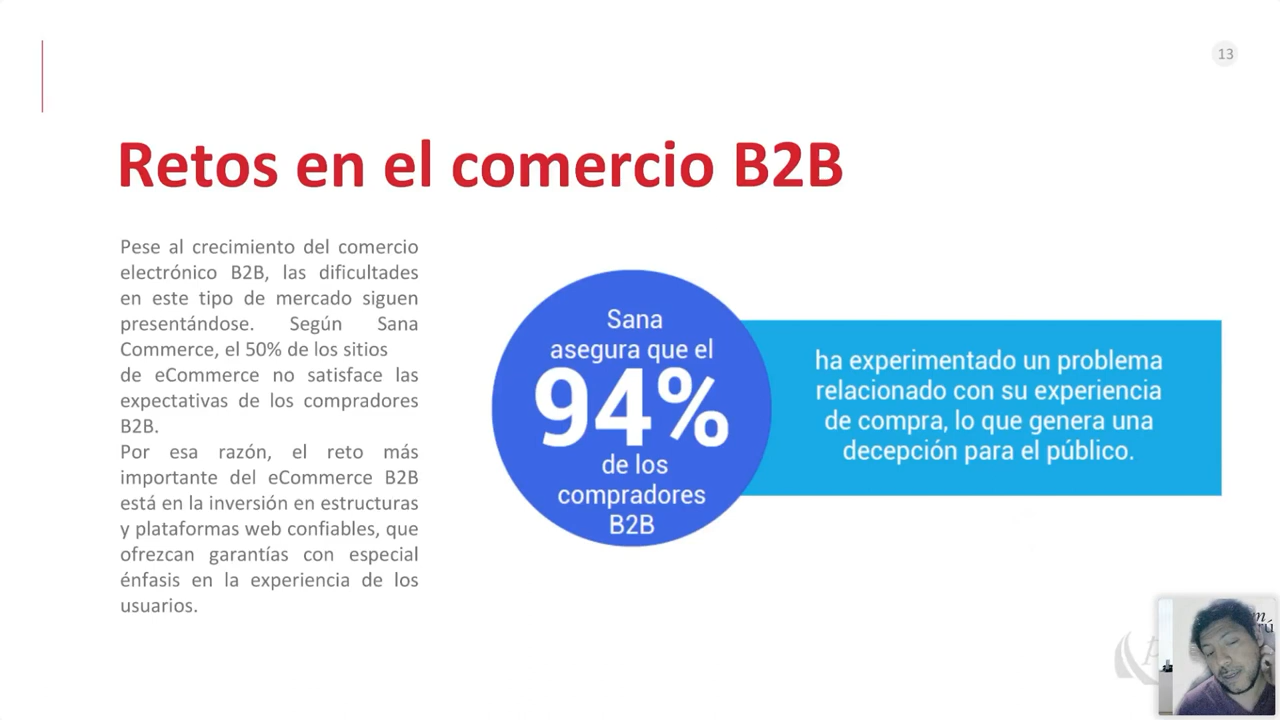 13
Retos en el comercio B2B
Pese al crecimiento del comercio
electrónico B2B, las dificultades
en este tipo de mercado siguen
presentándose. Según Sana
Commerce, el 50% de los sitios
de eCommerce no satisface las
expectativas de los compradores
B2B.
Por esa razón, el reto más
importante del eCommerce B2B
está en la inversión en estructuras
y plataformas web confiables, que
ofrezcan garantías con especial
énfasis en la experiencia de los
usuarios.
Sana
asegura que el
94%
de los
compradores
B2B
ha experimentado un problema
relacionado con su experiencia
de compra, lo que genera una
decepción para el público.